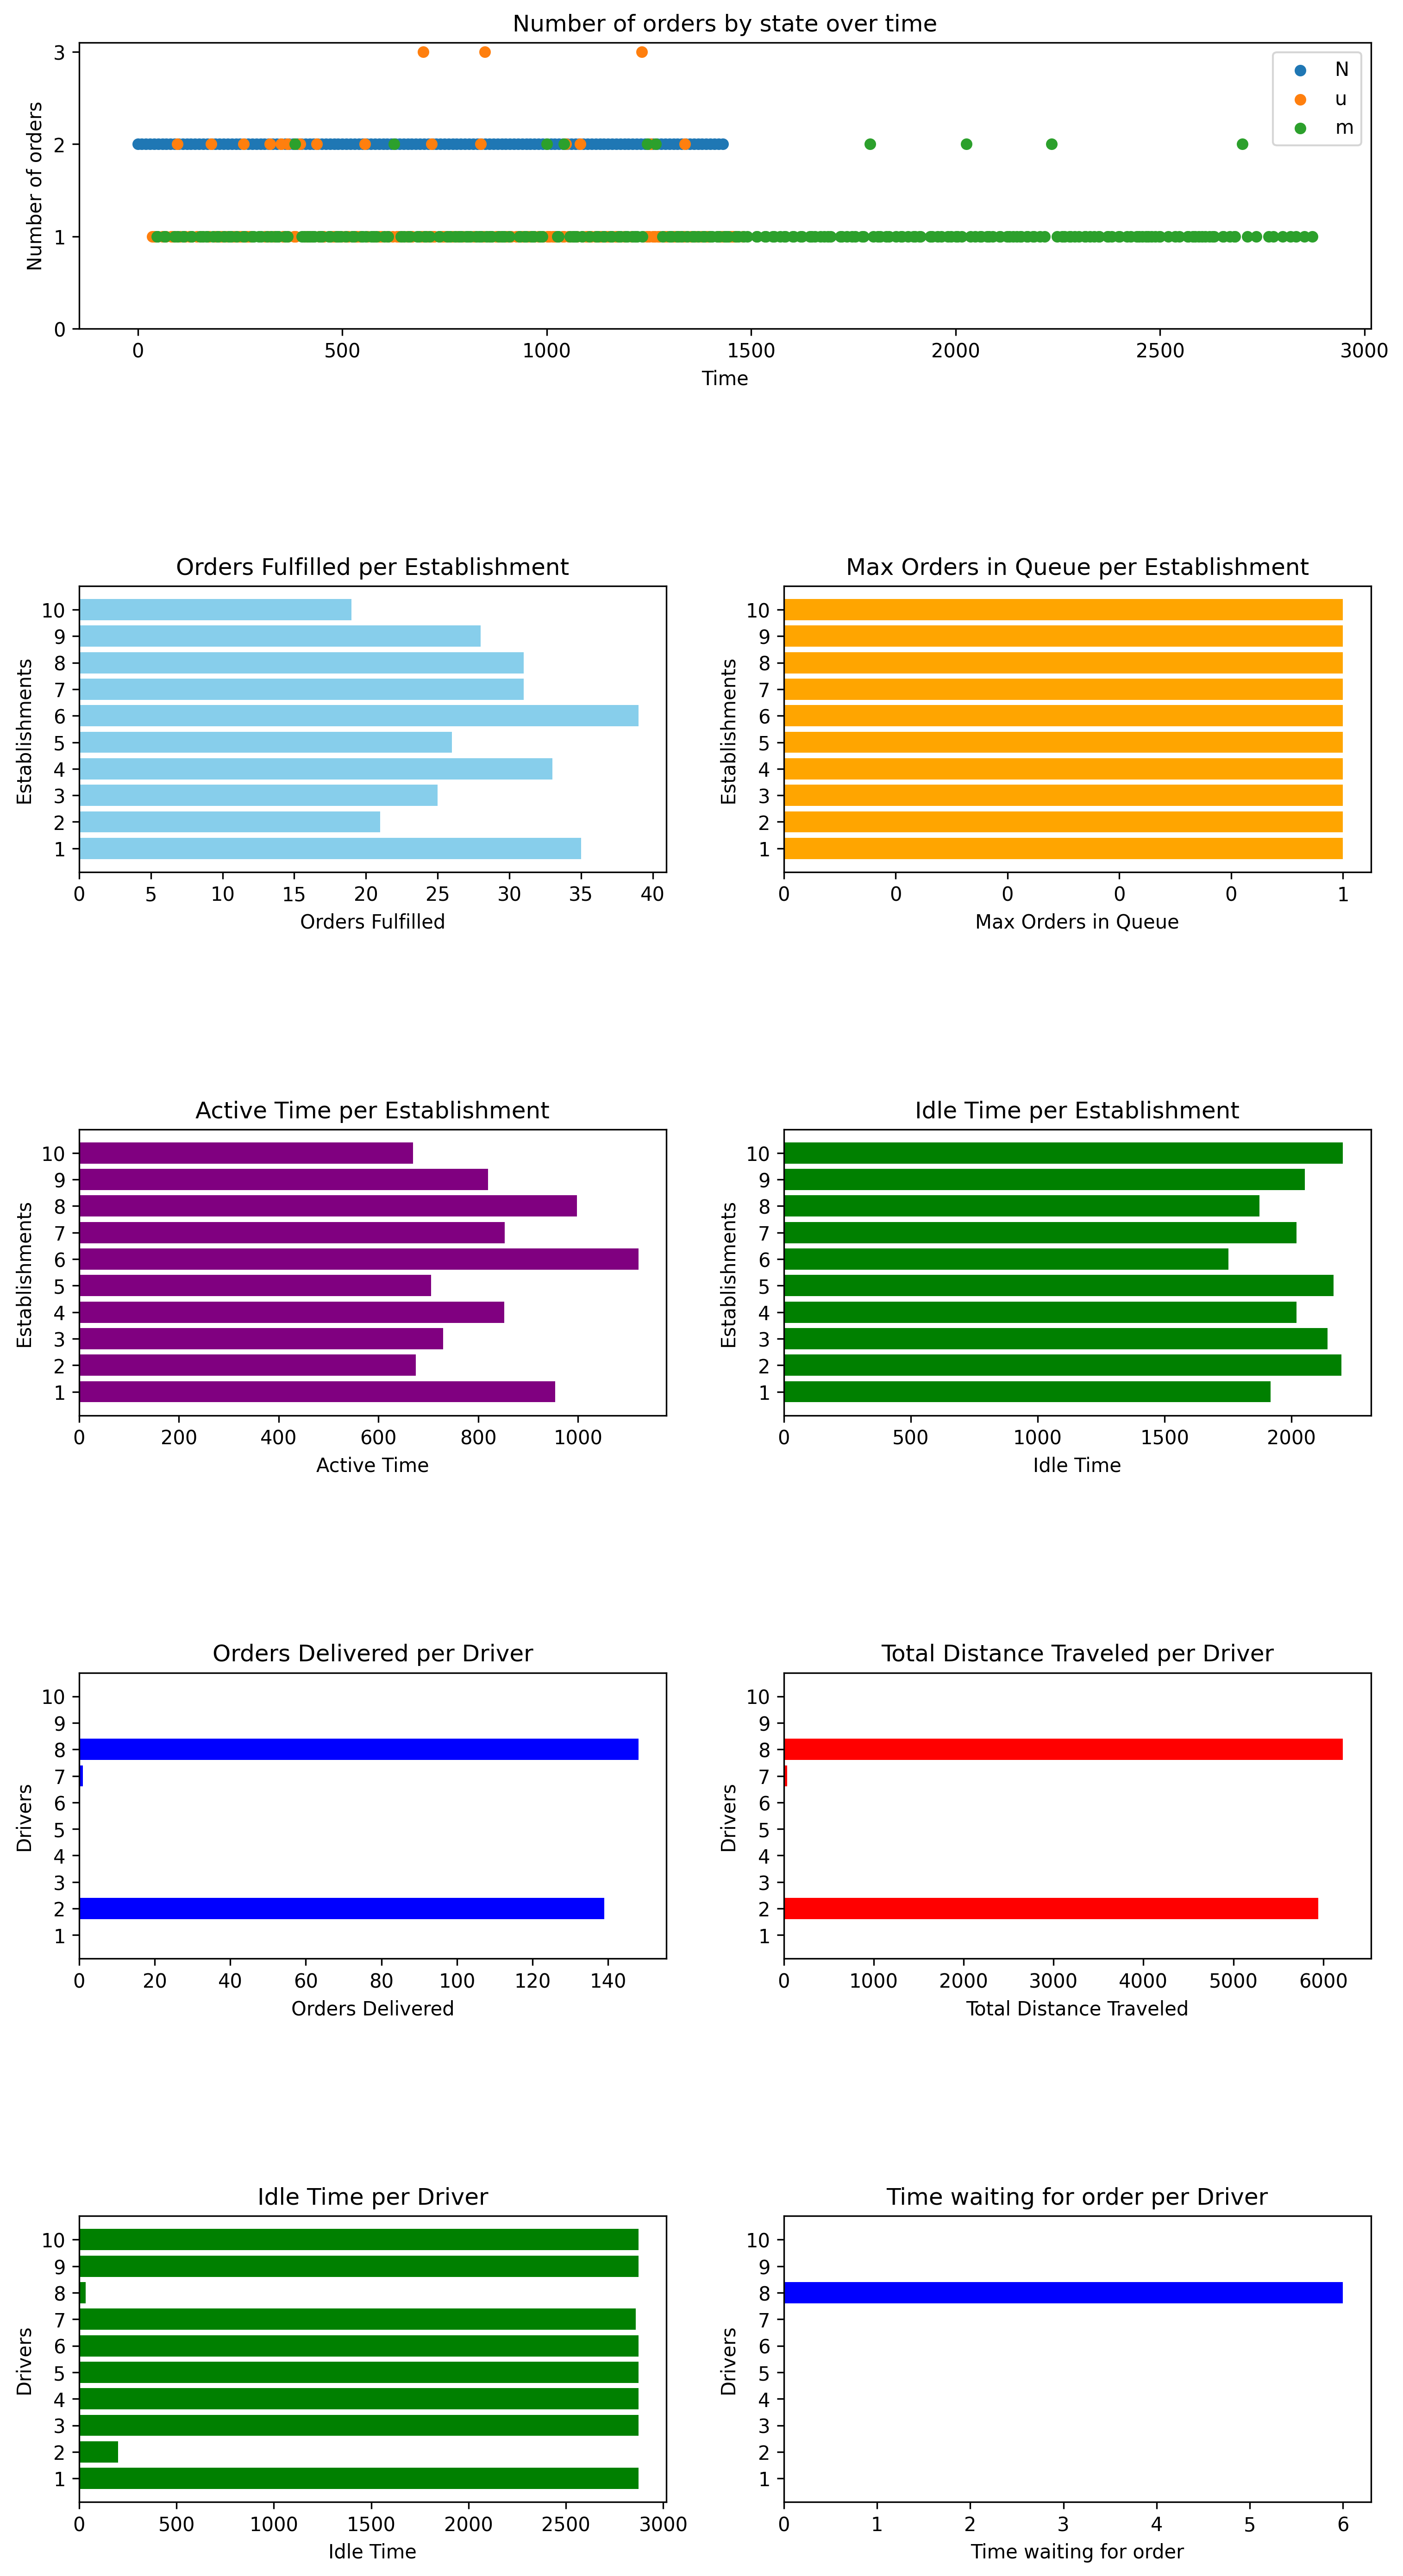 Number of orders by state over time
Number of orders
3
2
1
0
N
u
m
0 500 1000 1500 2000 2500 3000
Time
Orders Fulfilled per Establishment
Establishments
10
9
8
7
6
5
4
3
2
1
0 5 10 15 20 25 30 35 40
Orders Fulfilled
Max Orders in Queue per Establishment
Establishments
10
9
8
7
6
5
4
3
2
1
0 0 0 0 0 1
Max Orders in Queue
Active Time per Establishment
Establishments
10
9
8
7
6
5
4
3
2
1
0 200 400 600 800 1000
Active Time
Idle Time per Establishment
Establishments
10
9
8
7
6
5
4
3
2
1
0 500 1000 1500 2000
Idle Time
Orders Delivered per Driver
Drivers
10
9
8
7
6
5
4
3
2
1
0 20 40 60 80 100 120 140
Orders Delivered
Total Distance Traveled per Driver
Drivers
10
9
8
7
6
5
4
3
2
1
0 1000 2000 3000 4000 5000 6000
Total Distance Traveled
Idle Time per Driver
Drivers
10
9
8
7
6
5
4
3
2
1
0 500 1000 1500 2000 2500 3000
Idle Time
Time waiting for order per Driver
Drivers
10
9
8
7
6
5
4
3
2
1
0 1 2 3 4 5 6
Time waiting for order